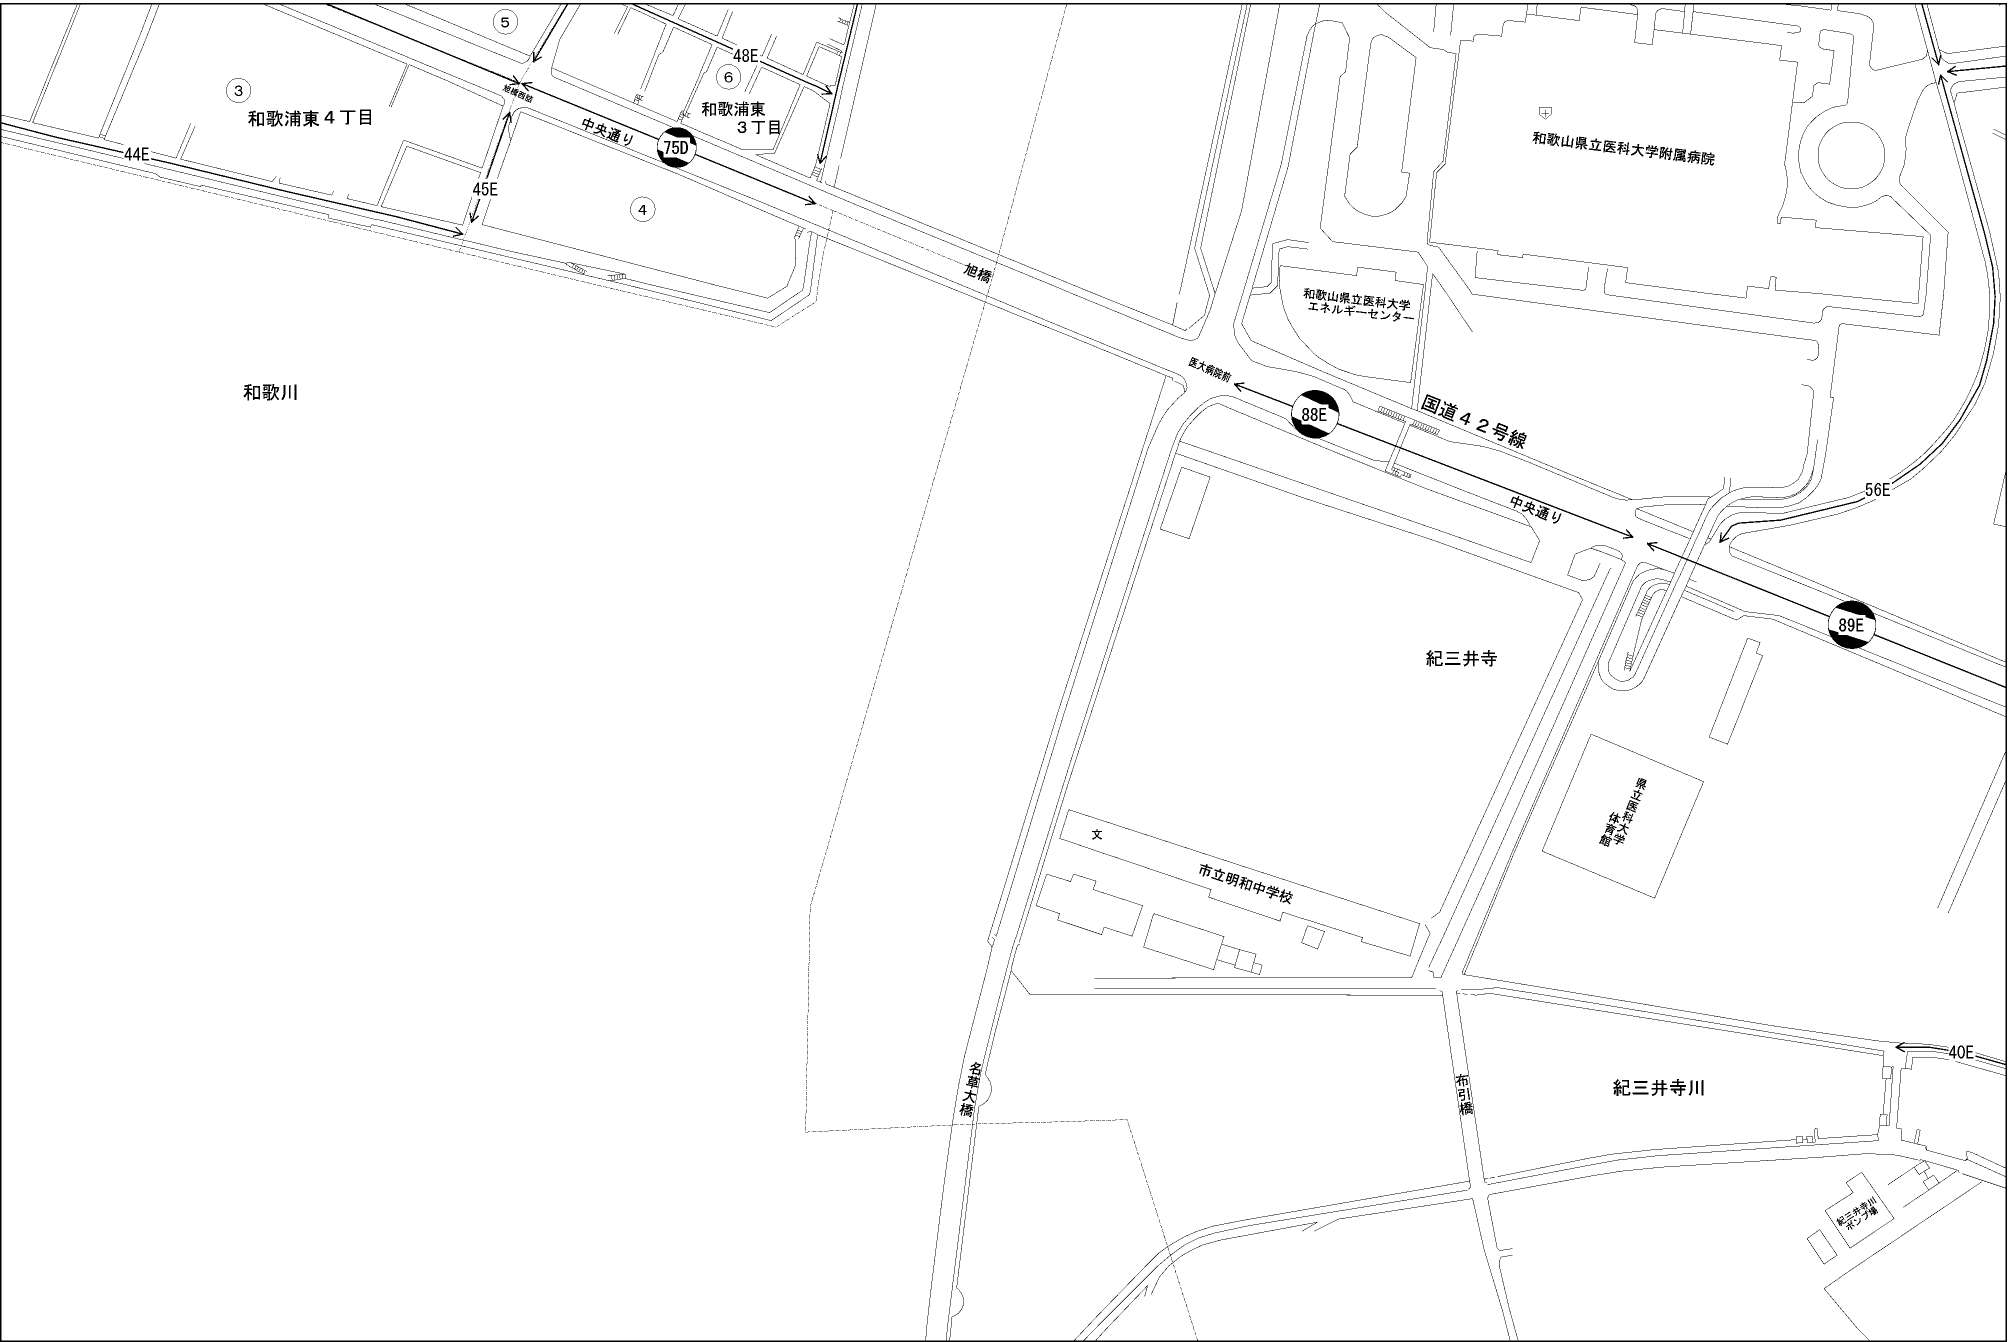 5
48E
3
6
和歌浦東４丁目
和歌浦東
３丁目
旭橋西詰
中央通り
75D
44E
45E
4
旭橋
和歌山県立医科大学附属病院
和歌山県立医科大学
エネルギーセンター
和歌川
医大病院前
88E
国道４２号線
56E
中央通り
89E
紀三井寺
県立医科大学
体育館
文
市立明和中学校
名草大橋
布引橋
紀三井寺川
40E
紀三井寺川
ポンプ場